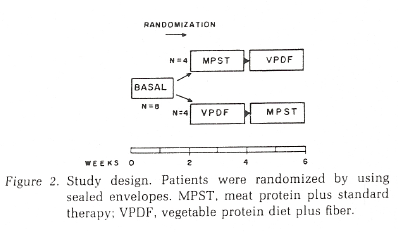 RANDOMIZATION
N=4 MPST VPDF
BASAL
N=8
N=4 VPDF MPST
WEEKS 0 2 4 6
Figure 2. Study design. Patients were randomized by using
sealed envelopes. MPST, meat protein plus standard
therapy; VPDF, vegetable protein diet plus fiber.